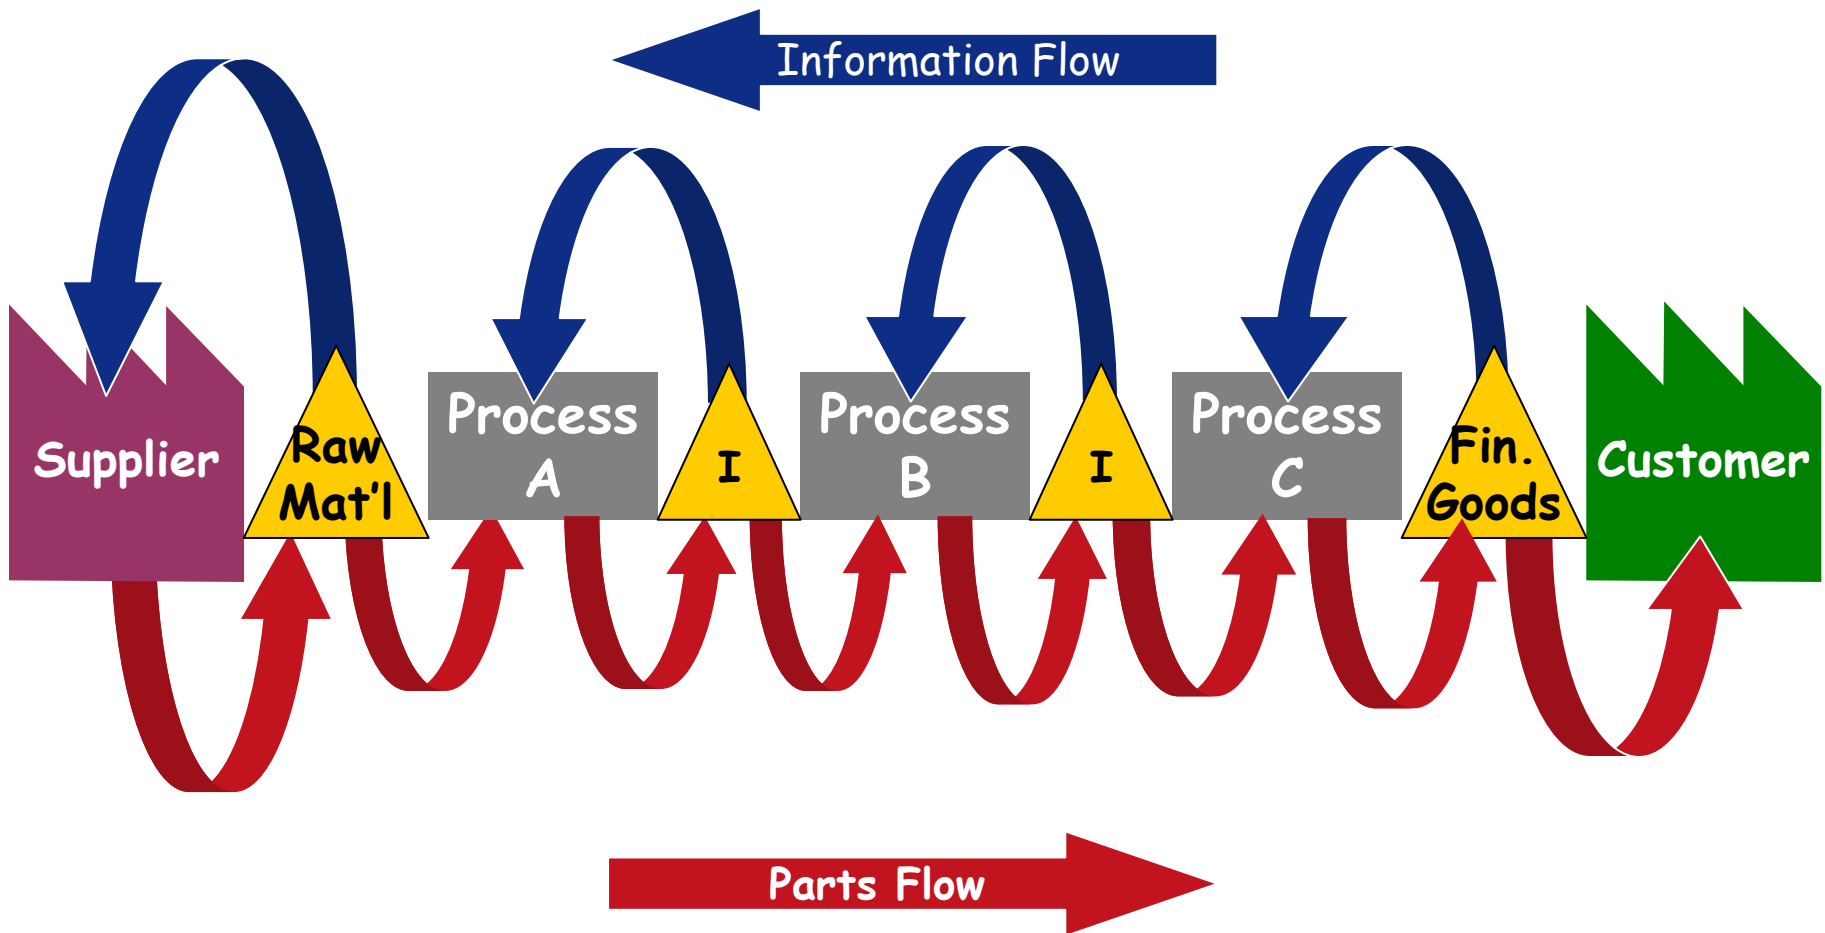 Information Flow
Supplier
Raw
Mat'l
Process
A
I
Process
B
I
Process
C
Fin.
Goods
Customer
Parts Flow